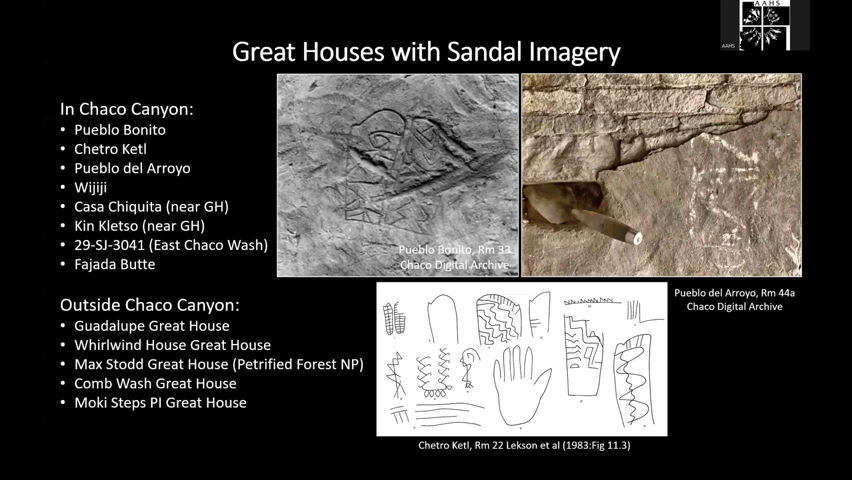 AAHS
AAHS
Great Houses with Sandal Imagery
In Chaco Canyon:
• Pueblo Bonito
• Chetro Ketl
• Pueblo del Arroyo
• Wijiji
• Casa Chiquita (near GH)
• Kin Kletso (near GH)
• 29-SJ-3041 (East Chaco Wash)
• Fajada Butte
Pueblo Bonito, Rm 33
Chaco Digital Archive
Outside Chaco Canyon:
• Guadalupe Great House
• Whirlwind House Great House
• Max Stodd Great House (Petrified Forest NP)
• Comb Wash Great House
• Moki Steps PI Great House
Pueblo del Arroyo, Rm 44a
Chaco Digital Archive
Chetro Ketl, Rm 22 Lekson et al (1983:Fig 11.3)